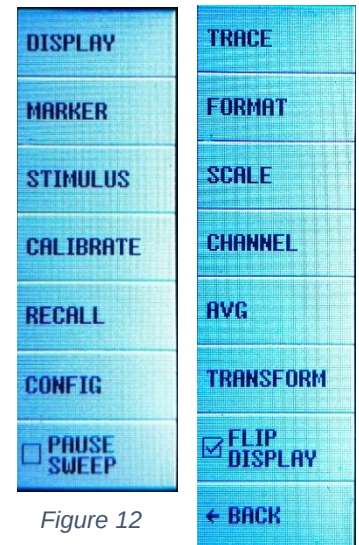 DISPLAY
MARKER
STIMULUS
CALIBRATE
RECALL
CONFIG
PAUSE
SWEEP
Figure 12
TRACE
FORMAT
SCALE
CHANNEL
AVG
TRANSFORM
FLIP
DISPLAY
← BACK